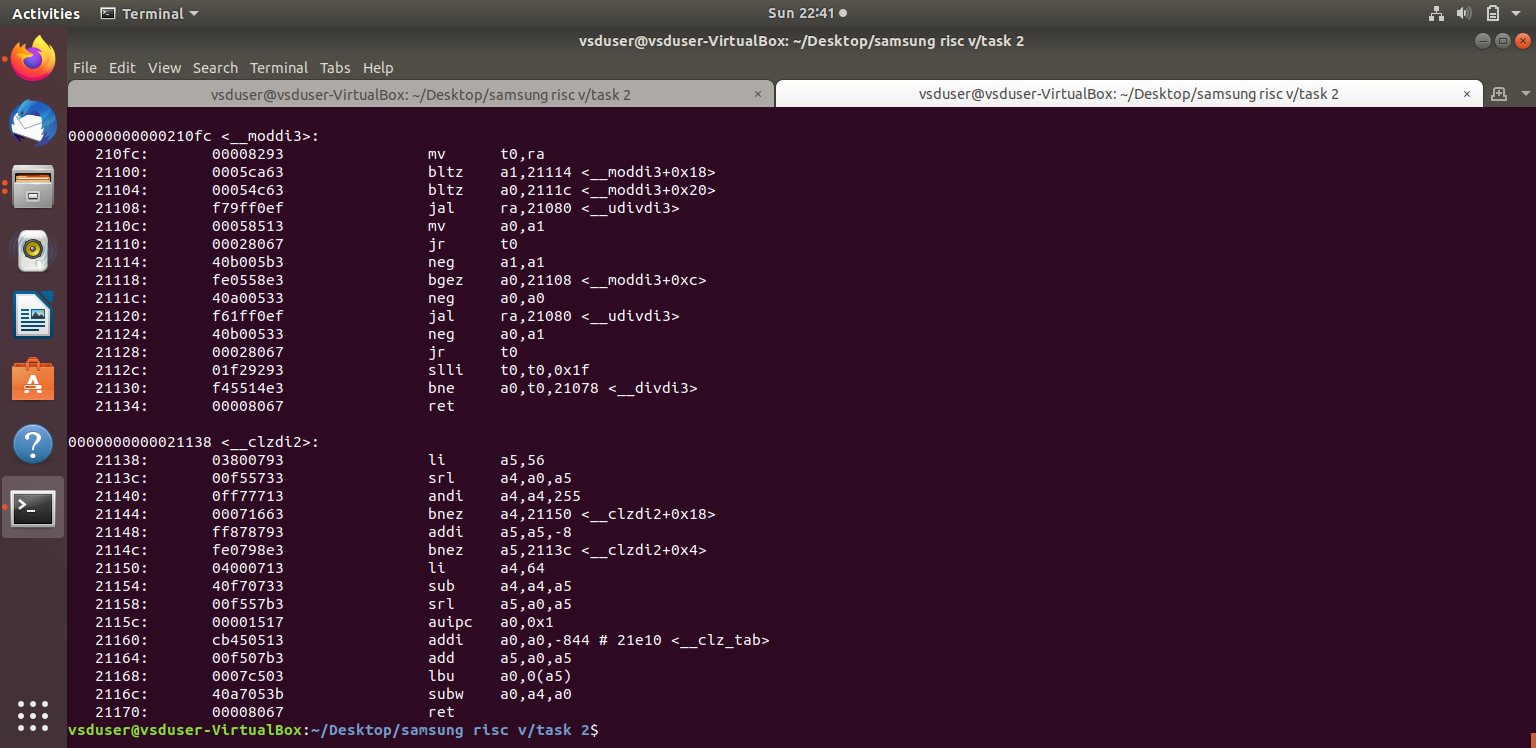 Activities Terminal Sun 22:41
vsduser@vsduser-VirtualBox: ~/Desktop/samsung risc v/task 2
File Edit View Search Terminal Tabs Help
vsduser@vsduser-VirtualBox: ~/Desktop/samsung risc v/task 2 × vsduser@vsduser-VirtualBox: ~/Desktop/samsung risc v/task 2 ×
00000000000210fc <__moddi3>:
210fc: 00008293 mv t0,ra
21100: 0005ca63 bltz a1,21114 <__moddi3+0x18>
21104: 00054c63 bltz a0,2111c <__moddi3+0x20>
21108: f79ff0ef jal ra,21080 <__udivdi3>
2110c: 00058513 mv a0,a1
21110: 00028067 jr t0
21114: 40b005b3 neg a1,a1
21118: fe0558e3 bgez a0,21108 <__moddi3+0xc>
2111c: 40a00533 neg a0,a0
21120: f61ff0ef jal ra,21080 <__udivdi3>
21124: 40b00533 neg a0,a1
21128: 00028067 jr t0
2112c: 01f29293 slli t0,t0,0x1f
21130: f45514e3 bne a0,t0,21078 <__divdi3>
21134: 00008067 ret
0000000000021138 <__clzdi2>:
21138: 03800793 li a5,56
2113c: 00f55733 srl a4,a0,a5
21140: 0ff77713 andi a4,a4,255
21144: 00071663 bnez a4,21150 <__clzdi2+0x18>
21148: ff878793 addi a5,a5,-8
2114c: fe0798e3 bnez a5,2113c <__clzdi2+0x4>
21150: 04000713 li a4,64
21154: 40f70733 sub a4,a4,a5
21158: 00f557b3 srl a5,a0,a5
2115c: 00001517 auipc a0,0x1
21160: cb450513 addi a0,a0,-844 # 21e10 <__clz_tab>
21164: 00f507b3 add a5,a0,a5
21168: 0007c503 lbu a0,0(a5)
2116c: 40a7053b subw a0,a4,a0
21170: 00008067 ret
vsduser@vsduser-VirtualBox:~/Desktop/samsung risc v/task 2$